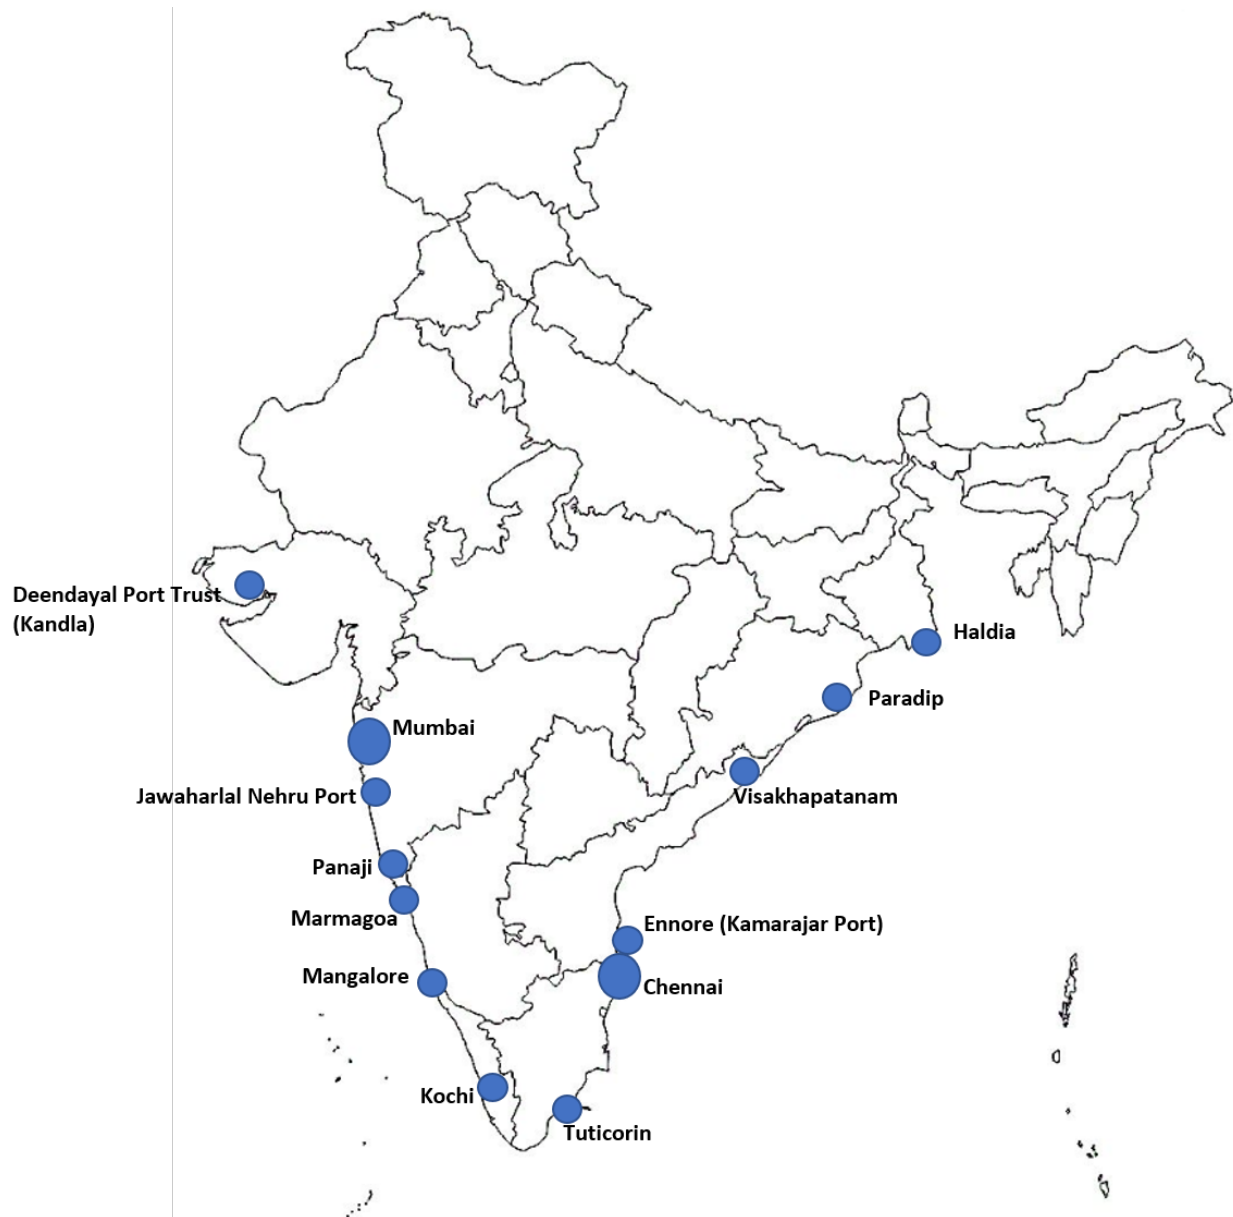 Deendayal Port Trust
(Kandla)
Haldia
Paradip
Mumbai
Jawaharlal Nehru Port
Visakhapatanam
Panaji
Marmagoa
Ennore (Kamarajar Port)
Mangalore
Chennai
Kochi
Tuticorin